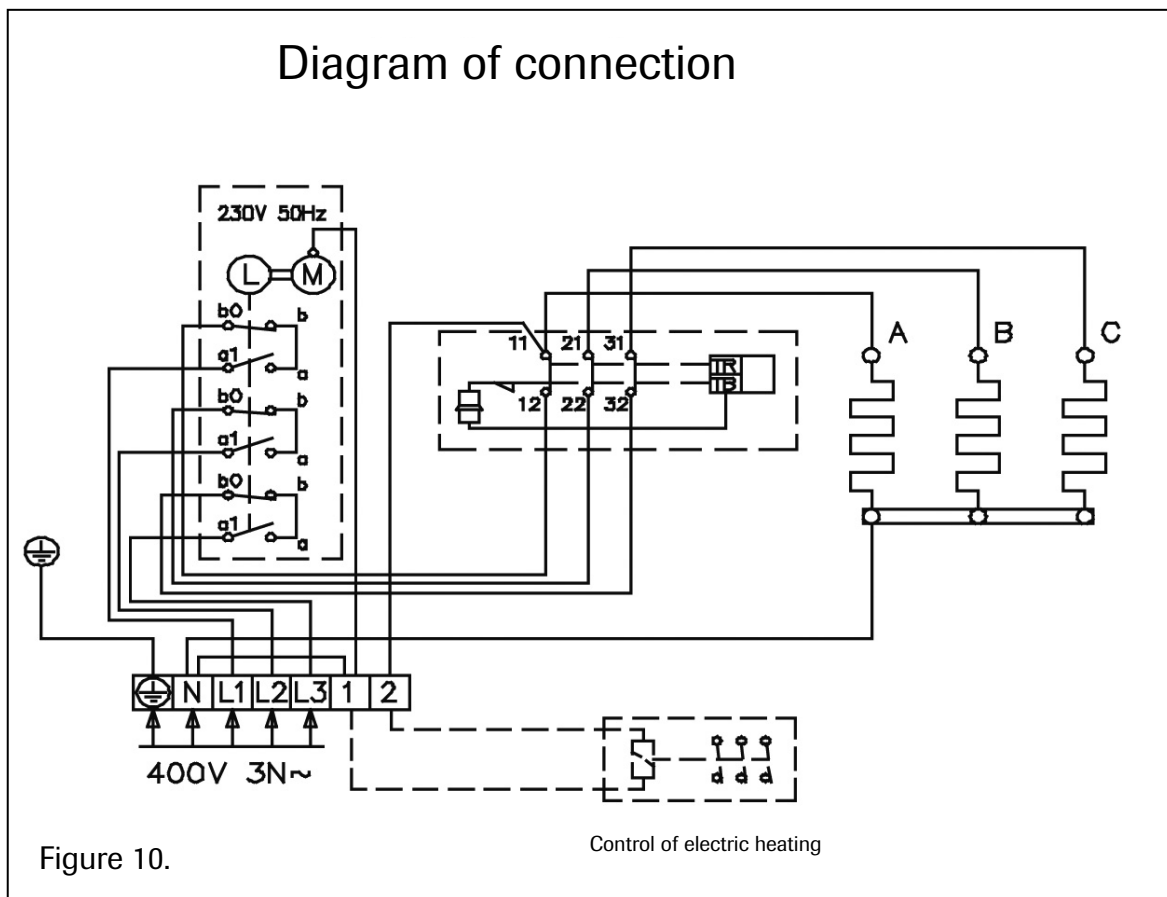 Diagram of connection
230V 50Hz
L M
b0 b
a1 a
b0 b
a1 a
b0 b
a1 a
11 21 31
TR
TB
12 22 32
A B C
N L1 L2 L3 1 2
400V 3N~
Control of electric heating
Figure 10.